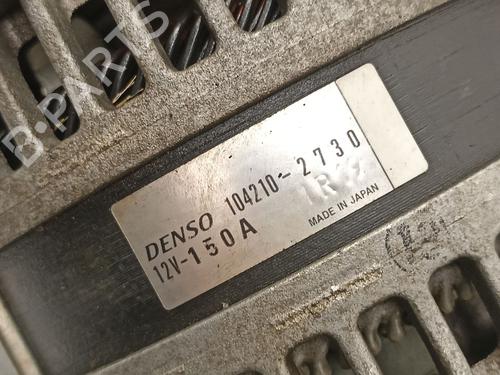 B-PARTS
DENSO 104210-2730
12V-150A
MADE IN JAPAN